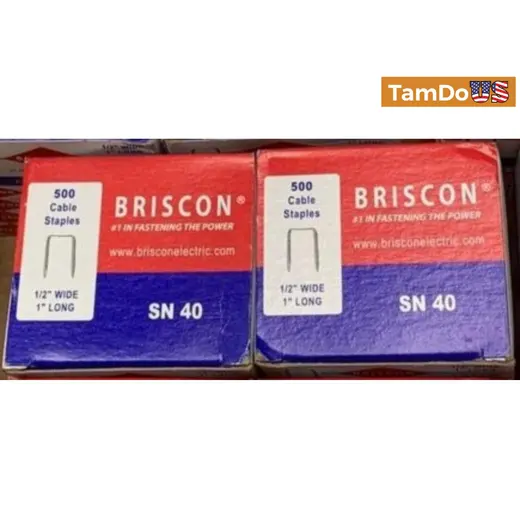 TamDoUS
500
Cable
Staples
1/2" WIDE
1" LONG
BRISCON®
#1 IN FASTENING THE POWER
www.brisconelectric.com
SN 40
500
Cable
Staples
1/2" WIDE
1" LONG
BRISCON®
#1 IN FASTENING THE POWER
www.brisconelectric.com
SN 40